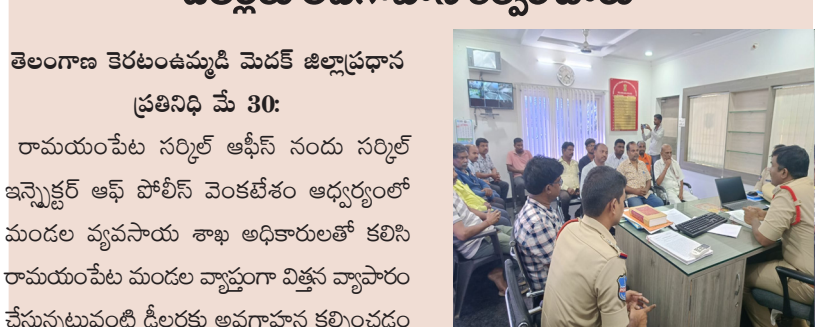 తెలంగాణ కెరటంఉమ్మడి మెదక్ జిల్లాప్రధాన
ప్రతినిధి మే 30:
రామయంపేట సర్కిల్ ఆఫీస్ నందు సర్కిల్
ఇన్స్పెక్టర్ ఆఫ్ పోలీస్ వెంకటేశం ఆధ్వర్యంలో
మండల వ్యవసాయ శాఖ అధికారులతో కలిసి
రామయంపేట మండల వ్యాప్తంగా విత్తన వ్యాపారం
చేస్తున్నటువంటి డీలర్లకు అవగాహన కల్పించడం